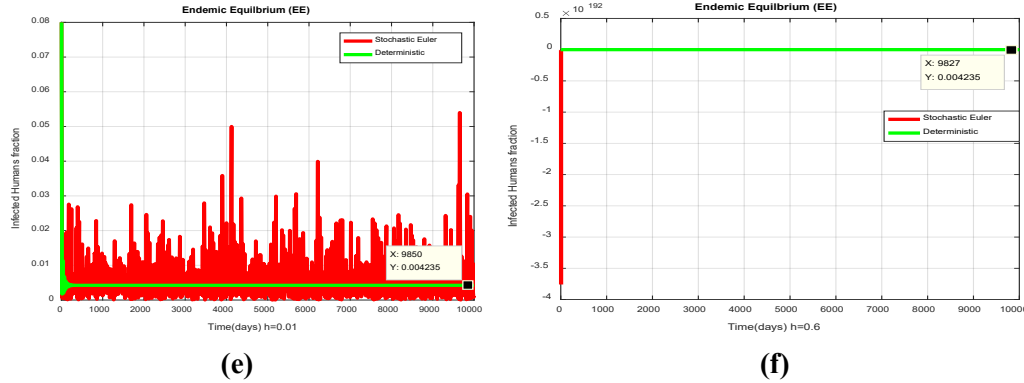 Endemic Equilbrium (EE)
0.08
0.07
0.06
0.05
0.04
0.03
0.02
0.01
0
Infected Humans fraction
Stochastic Euler
Deterministic
X: 9850
Y: 0.004235
0 1000 2000 3000 4000 5000 6000 7000 8000 9000 10000
Time(days) h=0.01
(e)
Endemic Equilbrium (EE)
× 10 192
0.5
0
-0.5
-1
-1.5
-2
-2.5
-3
-3.5
-4
Infected Humans fraction
X: 9827
Y: 0.004235
Stochastic Euler
Deterministic
0 1000 2000 3000 4000 5000 6000 7000 8000 9000 10000
Time(days) h=0.6
(f)